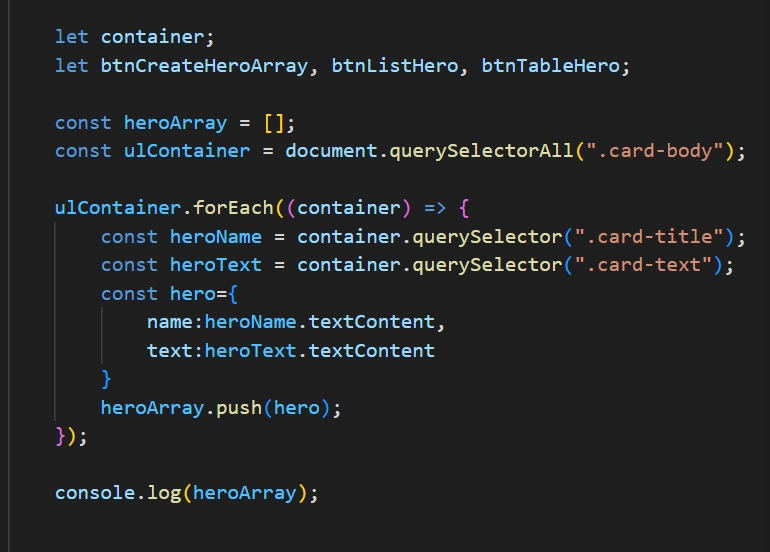 let container;
let btnCreateHeroArray, btnListHero, btnTableHero;
const heroArray = [];
const ulContainer = document.querySelectorAll(".card-body");
ulContainer.forEach((container) => {
    const heroName = container.querySelector(".card-title");
    const heroText = container.querySelector(".card-text");
    const hero={
        name:heroName.textContent,
        text:heroText.textContent
    }
    heroArray.push(hero);
});
console.log(heroArray);